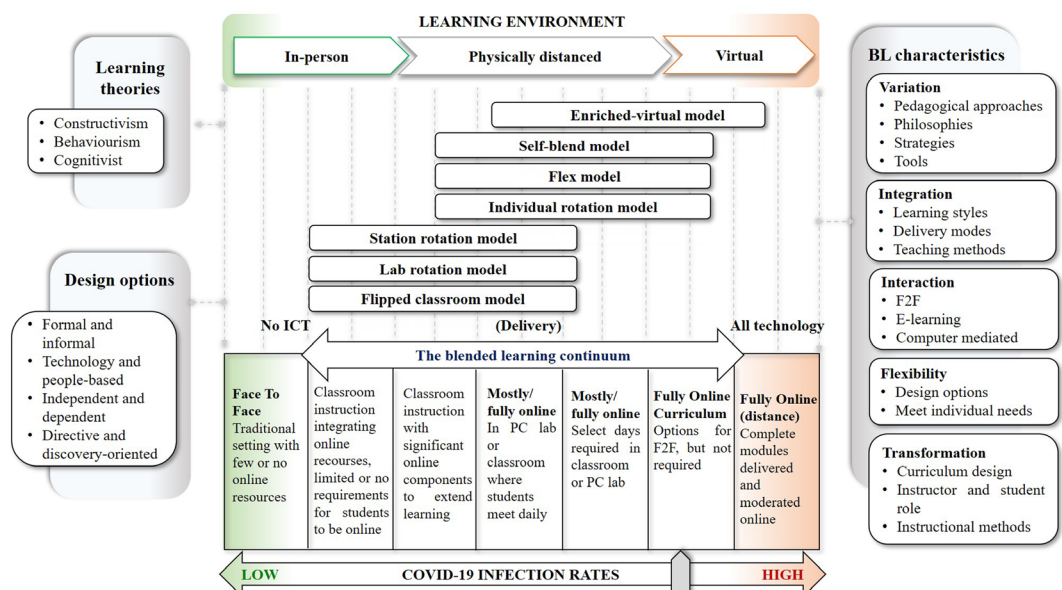 LEARNING ENVIRONMENT
In-person
Physically distanced
Virtual
Learning
theories
• Constructivism
• Behaviourism
• Cognitivist
Design options
• Formal and
informal
• Technology and
people-based
• Independent and
dependent
• Directive and
discovery-oriented
Enriched-virtual model
Self-blend model
Flex model
Individual rotation model
Station rotation model
Lab rotation model
Flipped classroom model
No ICT
(Delivery)
All technology
The blended learning continuum
Face To
Face
Traditional
setting with
few or no
online
resources
Classroom
instruction
integrating
online
recourses,
limited or no
requirements
for students
to be online
Classroom
instruction
with
significant
online
components
to extend
learning
Mostly/
fully online
In PC lab
or
classroom
where
students
meet daily
Mostly/
fully online
Select days
required in
classroom
or PC lab
Fully Online
Curriculum
Options for
F2F, but not
required
Fully Online
(distance)
Complete
modules
delivered
and
moderated
online
LOW
COVID-19 INFECTION RATES
HIGH
BL characteristics
Variation
• Pedagogical approaches
• Philosophies
• Strategies
• Tools
Integration
• Learning styles
• Delivery modes
• Teaching methods
Interaction
• F2F
• E-learning
• Computer mediated
Flexibility
• Design options
• Meet individual needs
Transformation
• Curriculum design
• Instructor and student
role
• Instructional methods